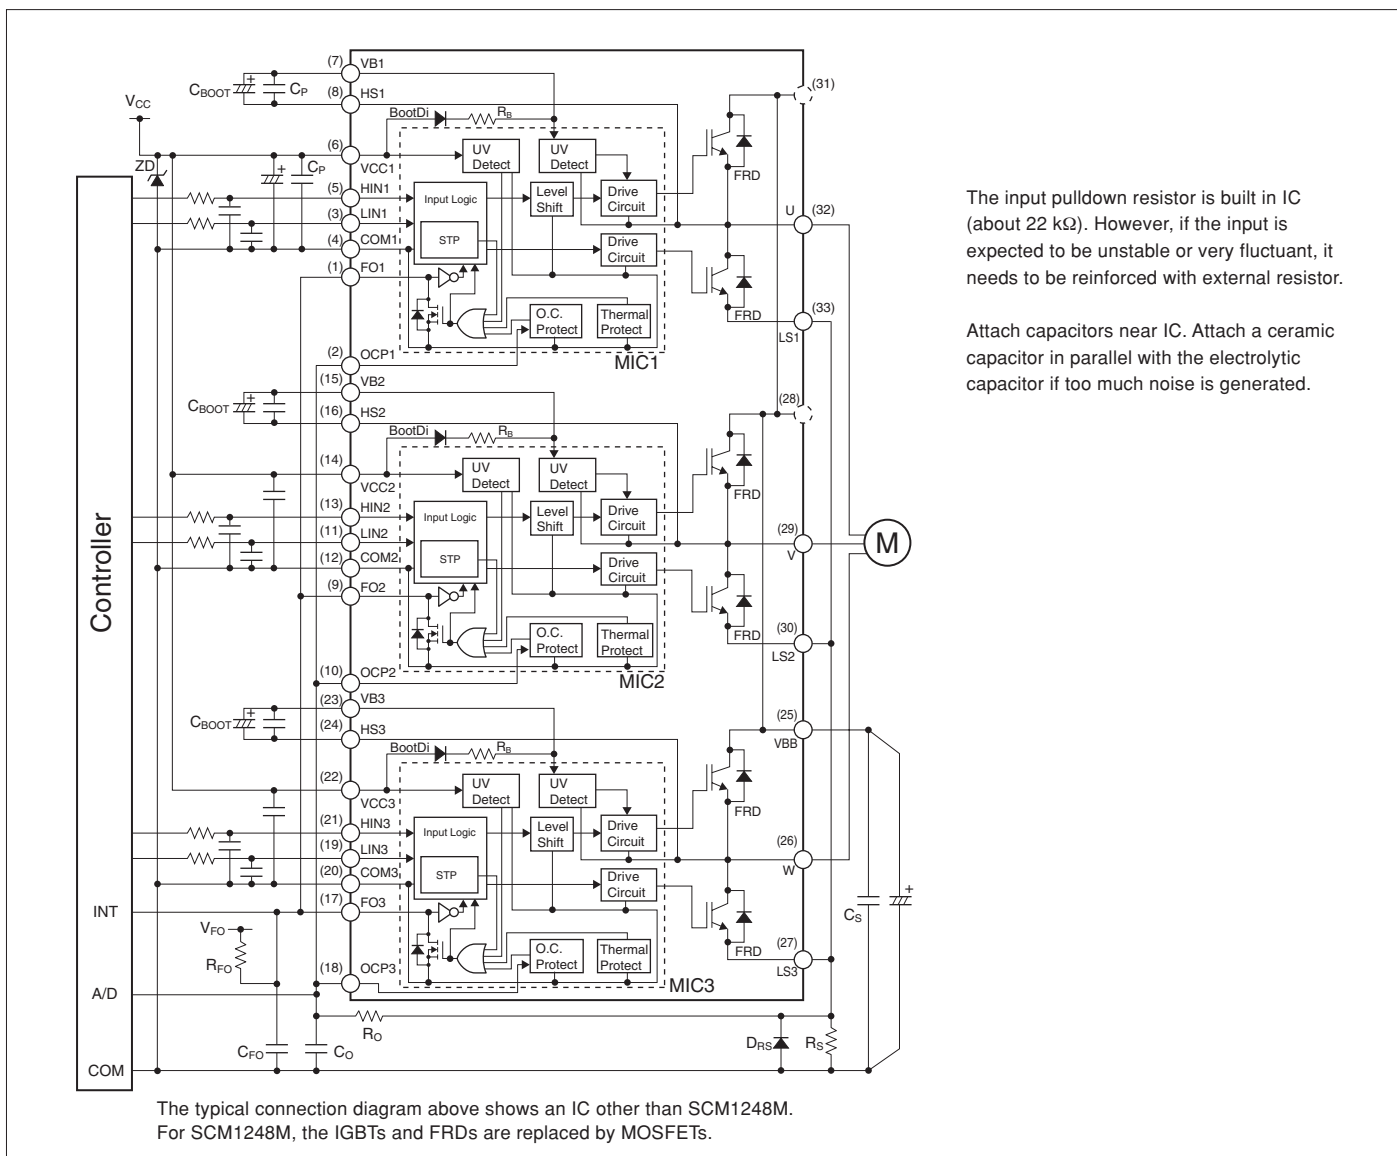 (7) VB1
CBOOT + CP
(8) HS1
(31)
VCC
BootDi RB
(6)
VCC1
UV Detect
UV Detect
ZD
+ CP
FRD
(5) HIN1
Input Logic
Level Shift
Drive Circuit
(3) LIN1
U (32)
STP
(4) COM1
Drive Circuit
(1) FO1
FRD
O.C. Protect
Thermal Protect
(33)
LS1
(2) OCP1
MIC1
(15) VB2
CBOOT +
(16) HS2
(28)
BootDi RB
(14)
VCC2
UV Detect
UV Detect
FRD
(13) HIN2
Input Logic
Level Shift
Drive Circuit
(11) LIN2
(29)
V
M
STP
(12) COM2
Drive Circuit
(9) FO2
FRD
O.C. Protect
Thermal Protect
(30)
LS2
(10) OCP2
MIC2
(23) VB3
CBOOT +
(24) HS3
(25)
VBB
BootDi RB
(22)
VCC3
UV Detect
UV Detect
FRD
(21) HIN3
Input Logic
Level Shift
Drive Circuit
(19) LIN3
(26)
W
STP
(20) COM3
Drive Circuit
(17) FO3
FRD
CS +
O.C. Protect
Thermal Protect
(27)
LS3
(18) OCP3
MIC3
Controller
INT
VFO
RFO
A/D
RO
CFO
CO
DRS
RS
COM
The typical connection diagram above shows an IC other than SCM1248M.
For SCM1248M, the IGBTs and FRDs are replaced by MOSFETs.
The input pulldown resistor is built in IC
(about 22 kΩ). However, if the input is
expected to be unstable or very fluctuant, it
needs to be reinforced with external resistor.
Attach capacitors near IC. Attach a ceramic
capacitor in parallel with the electrolytic
capacitor if too much noise is generated.